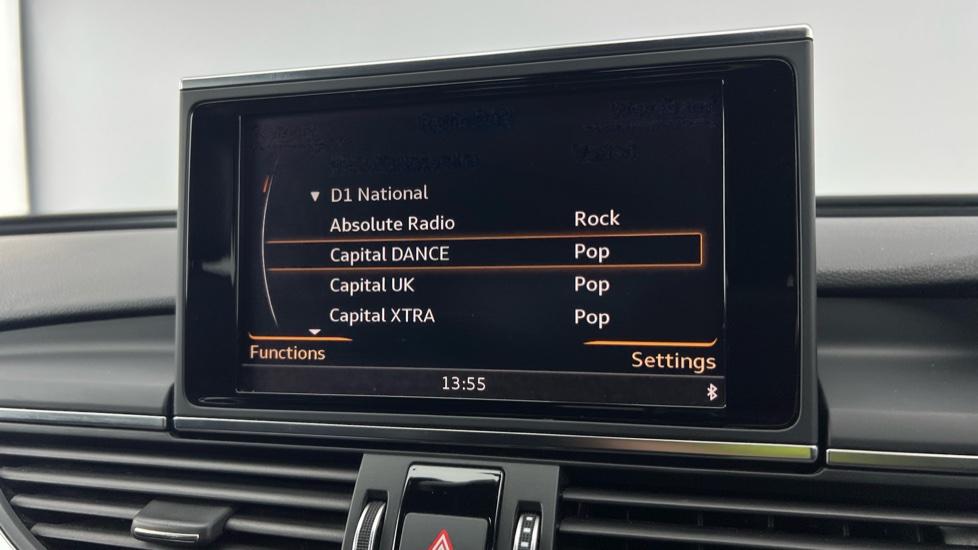 D1 National
Absolute Radio Rock
Capital DANCE Pop
Capital UK Pop
Capital XTRA Pop
Functions Settings
13:55